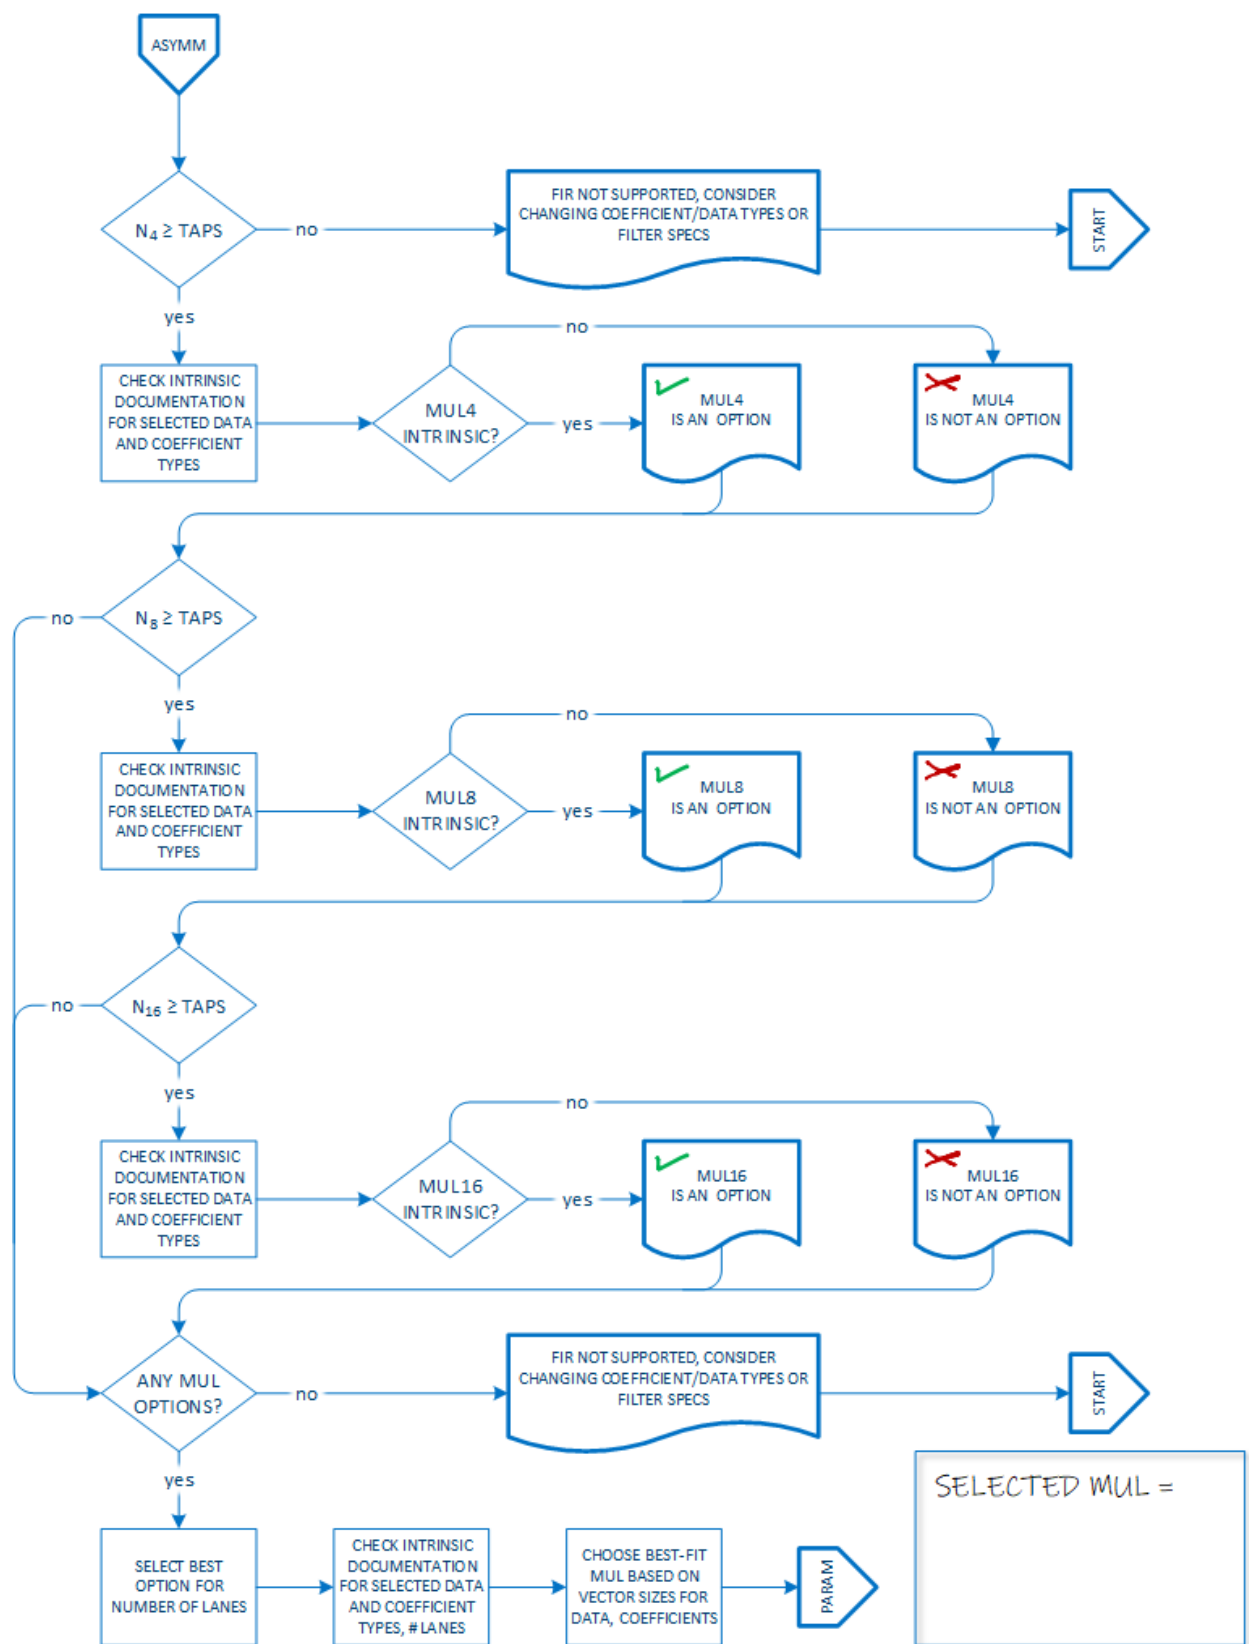 ASYMM
N4 ≥ TAPS
no
FIR NOT SUPPORTED, CONSIDER
CHANGING COEFFICIENT/DATA TYPES OR
FILTER SPECS
START
yes
no
CHECK INTRINSIC
DOCUMENTATION
FOR SELECTED DATA
AND COEFFICIENT
TYPES
MUL4
INTRINSIC?
yes
MUL4
IS AN OPTION
MUL4
IS NOT AN OPTION
no
N8 ≥ TAPS
yes
no
CHECK INTRINSIC
DOCUMENTATION
FOR SELECTED DATA
AND COEFFICIENT
TYPES
MUL8
INTRINSIC?
yes
MUL8
IS AN OPTION
MUL8
IS NOT AN OPTION
no
N16 ≥ TAPS
yes
no
CHECK INTRINSIC
DOCUMENTATION
FOR SELECTED DATA
AND COEFFICIENT
TYPES
MUL16
INTRINSIC?
yes
MUL16
IS AN OPTION
MUL16
IS NOT AN OPTION
ANY MUL
OPTIONS?
no
FIR NOT SUPPORTED, CONSIDER
CHANGING COEFFICIENT/DATA TYPES OR
FILTER SPECS
START
yes
SELECTED MUL =
SELECT BEST
OPTION FOR
NUMBER OF LANES
CHECK INTRINSIC
DOCUMENTATION
FOR SELECTED DATA
AND COEFFICIENT
TYPES, # LANES
CHOOSE BEST-FIT
MUL BASED ON
VECTOR SIZES FOR
DATA, COEFFICIENTS
PARAM